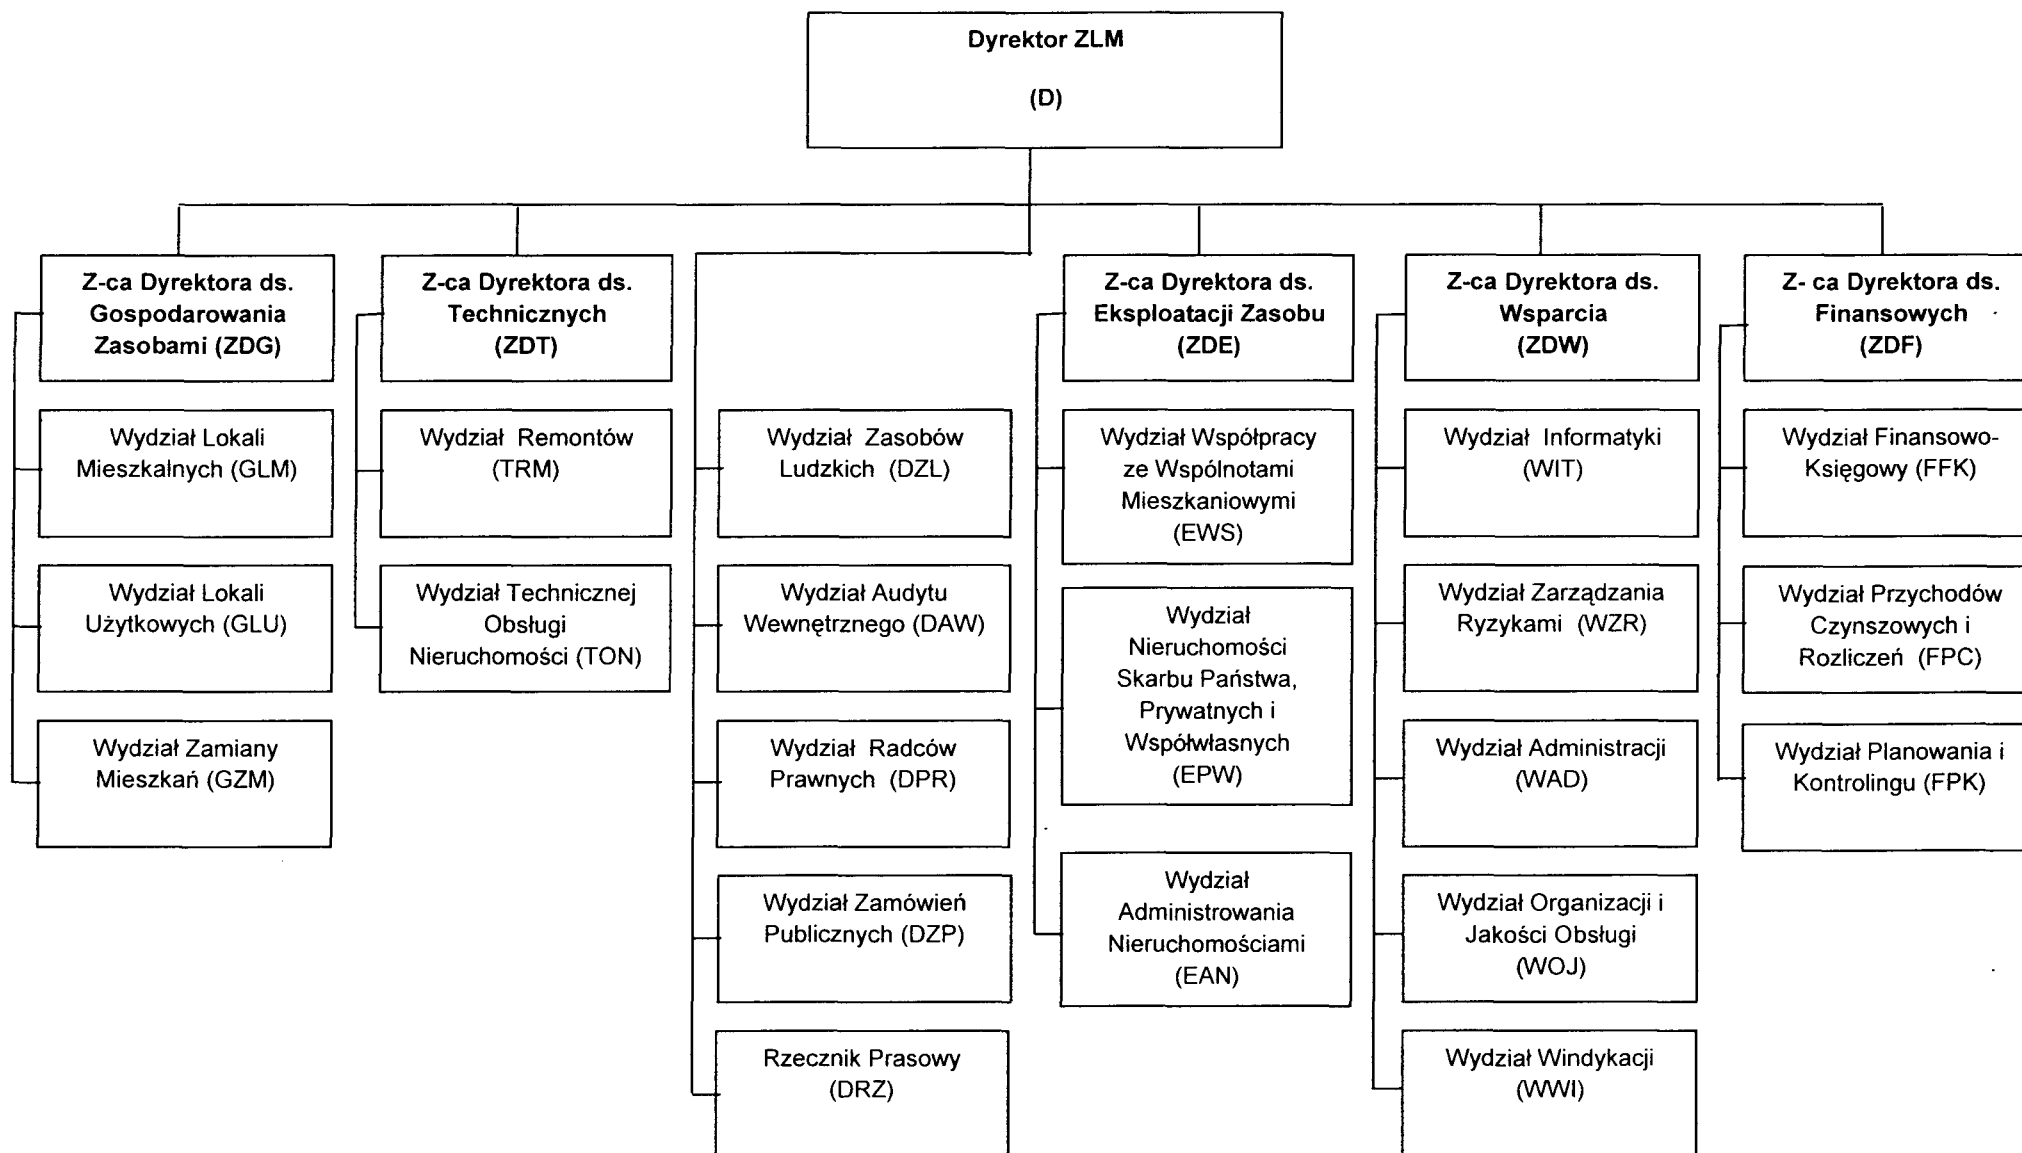 Dyrektor ZLM
(D)
Z-ca Dyrektora ds.
Gospodarowania
Zasobami (ZDG)
Wydział Lokali
Mieszkalnych (GLM)
Wydział Lokali
Użytkowych (GLU)
Wydział Zamiany
Mieszkań (GZM)
Z-ca Dyrektora ds.
Technicznych
(ZDT)
Wydział Remontów
(TRM)
Wydział Technicznej
Obsługi
Nieruchomości (TON)
Wydział Zasobów
Ludzkich (DZL)
Wydział Audytu
Wewnętrznego (DAW)
Wydział Radców
Prawnych (DPR)
Wydział Zamówień
Publicznych (DZP)
Rzecznik Prasowy
(DRZ)
Z-ca Dyrektora ds.
Eksploatacji Zasobu
(ZDE)
Wydział Współpracy
ze Wspólnotami
Mieszkaniowymi
(EWS)
Wydział
Nieruchomości
Skarbu Państwa,
Prywatnych i
Współwłasnych
(EPW)
Wydział
Administrowania
Nieruchomościami
(EAN)
Z-ca Dyrektora ds.
Wsparcia
(ZDW)
Wydział Informatyki
(WIT)
Wydział Zarządzania
Ryzykami (WZR)
Wydział Administracji
(WAD)
Wydział Organizacji i
Jakości Obsługi
(WOJ)
Wydział Windykacji
(WWI)
Z- ca Dyrektora ds.
Finansowych
(ZDF)
Wydział Finansowo-
Księgowy (FFK)
Wydział Przychodów
Czynszowych i
Rozliczeń (FPC)
Wydział Planowania i
Kontrolingu (FPK)